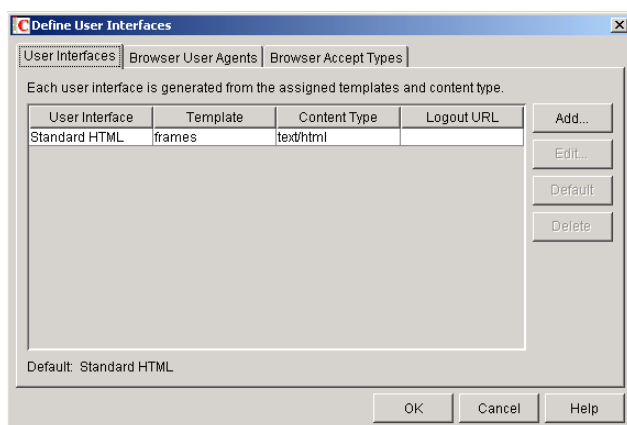 Define User Interfaces
User Interfaces Browser User Agents Browser Accept Types
Each user interface is generated from the assigned templates and content type.
User Interface Template Content Type Logout URL
Standard HTML frames text/html
Add...
Edit...
Default
Delete
Default: Standard HTML
OK Cancel Help